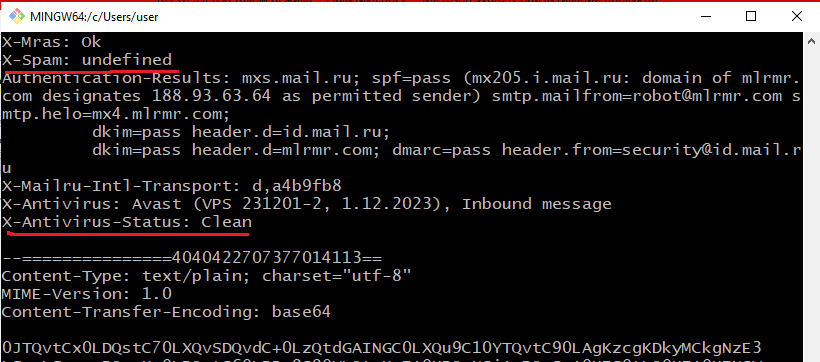 MINGW64:/c/Users/user
X-Mras: Ok
X-Spam: undefined
Authentication-Results: mxs.mail.ru; spf=pass (mx205.i.mail.ru: domain of mlrmr.
com designates 188.93.63.64 as permitted sender) smtp.mailfrom=robot@mlrmr.com s
mtp.helo=mx4.mlrmr.com;
dkim=pass header.d=id.mail.ru;
dkim=pass header.d=mlrmr.com; dmarc=pass header.from=security@id.mail.r
u
X-Mailru-Intl-Transport: d,a4b9fb8
X-Antivirus: Avast (VPS 231201-2, 1.12.2023), Inbound message
X-Antivirus-Status: Clean
--===============4040422707377014113==
Content-Type: text/plain; charset="utf-8"
MIME-Version: 1.0
Content-Transfer-Encoding: base64
0JTQvtCx0LDQstC70LXQvSDQvdC+0LzQtdGAINGC0LXQu9C10YTQvtC90LAgKzcgKDkyMCkgNzE3